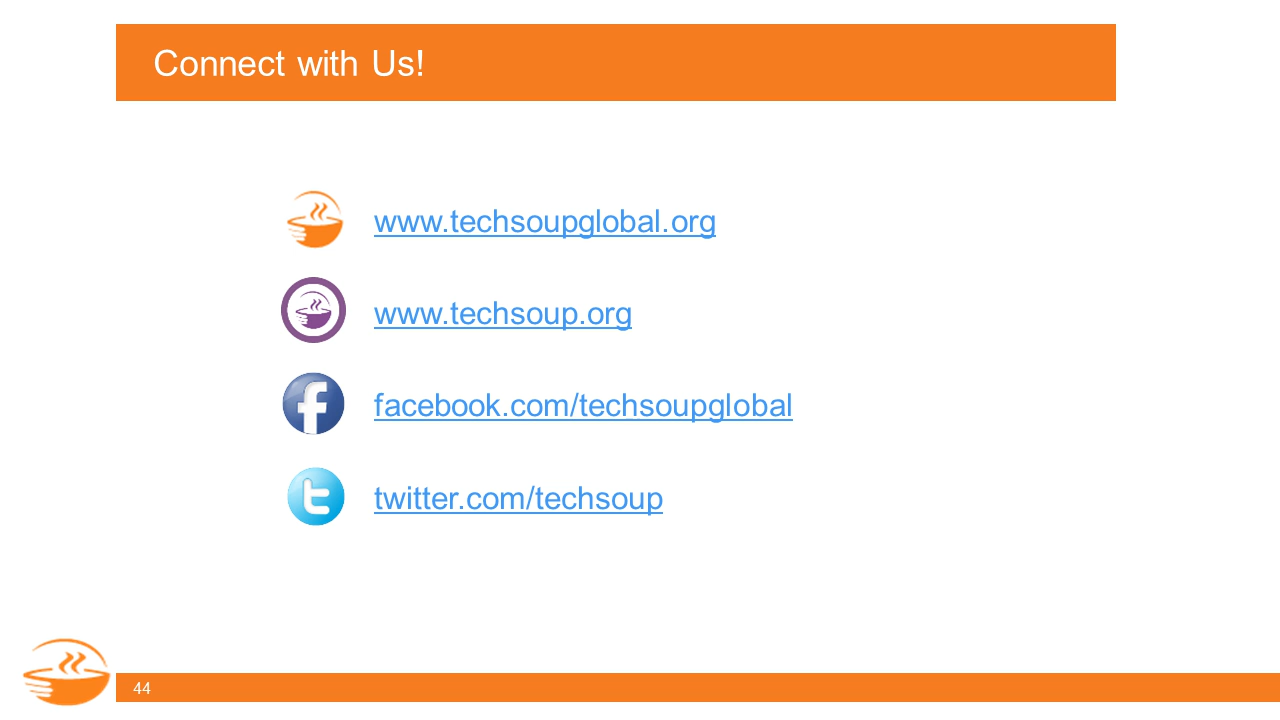 Connect with Us!
www.techsoupglobal.org
www.techsoup.org
facebook.com/techsoupglobal
twitter.com/techsoup
44